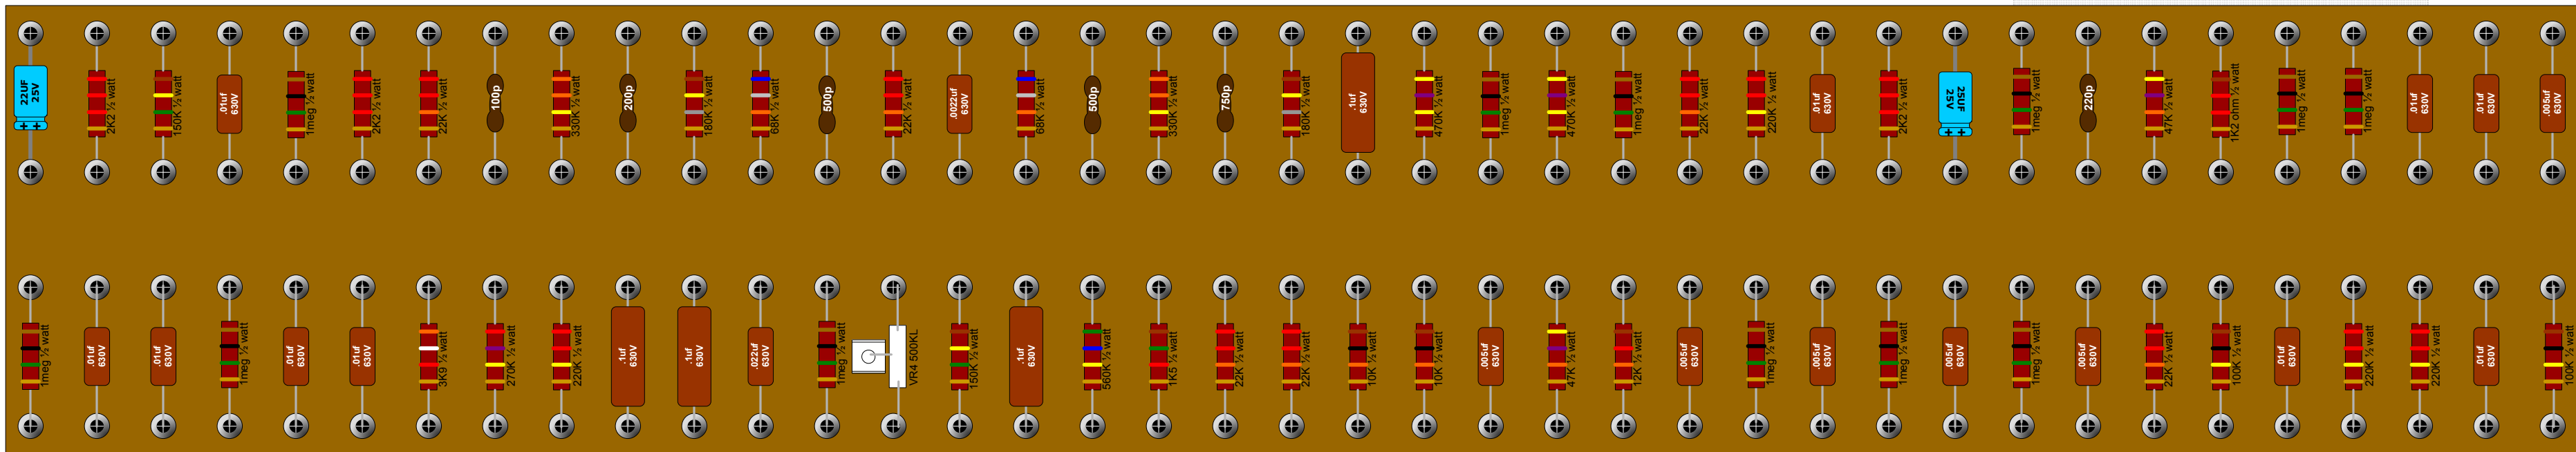 22UF
25V
2K2 ½ watt
150K ½ watt
.01uf
630V
1meg ½ watt
2K2 ½ watt
22K ½ watt
100p
330K ½ watt
200p
180K ½ watt
68K ½ watt
500p
22K ½ watt
.0022uf
630V
68K ½ watt
500p
330K ½ watt
750p
180K ½ watt
.1uf
630V
470K ½ watt
1meg ½ watt
470K ½ watt
1meg ½ watt
22K ½ watt
220K ½ watt
.01uf
630V
2K2 ½ watt
25UF
25V
1meg ½ watt
220p
47K ½ watt
1K2 ohm ½ watt
1meg ½ watt
1meg ½ watt
.01uf
630V
.01uf
630V
.005uf
630V
1meg ½ watt
.01uf
630V
.01uf
630V
1meg ½ watt
.01uf
630V
.01uf
630V
3K9 ½ watt
270K ½ watt
220K ½ watt
.1uf
630V
.1uf
630V
.022uf
630V
1meg ½ watt
VR4 500KL
150K ½ watt
.1uf
630V
560K ½ watt
1K5 ½ watt
22K ½ watt
22K ½ watt
10K ½ watt
10K ½ watt
.005uf
630V
47K ½ watt
12K ½ watt
.005uf
630V
1meg ½ watt
.005uf
630V
1meg ½ watt
.005uf
630V
1meg ½ watt
.005uf
630V
22K ½ watt
100K ½ watt
.01uf
630V
220K ½ watt
220K ½ watt
.01uf
630V
100K ½ watt